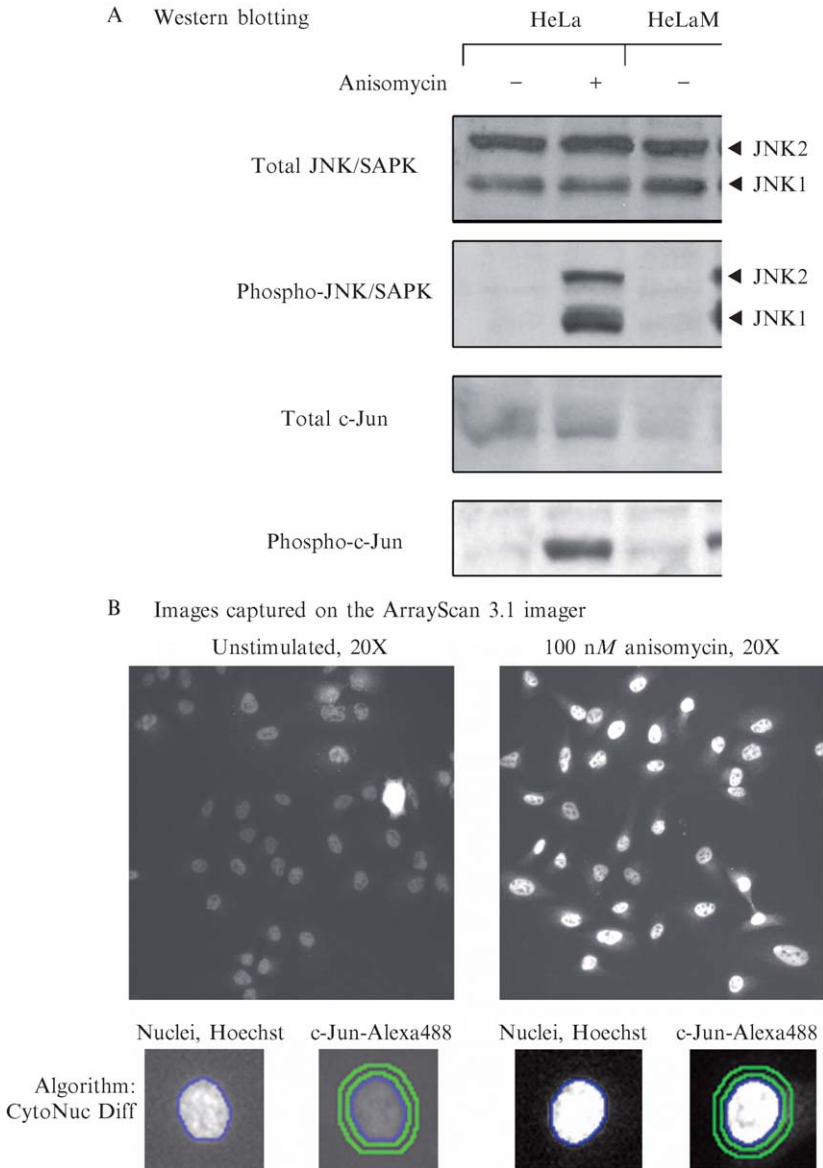 A Western blotting
HeLa HeLaM
Anisomycin − + −
Total JNK/SAPK
◄ JNK2
◄ JNK1
Phospho-JNK/SAPK
◄ JNK2
◄ JNK1
Total c-Jun
Phospho-c-Jun
B Images captured on the ArrayScan 3.1 imager
Unstimulated, 20X 100 nM anisomycin, 20X
Nuclei, Hoechst c-Jun-Alexa488 Nuclei, Hoechst c-Jun-Alexa488
Algorithm:
CytoNuc Diff